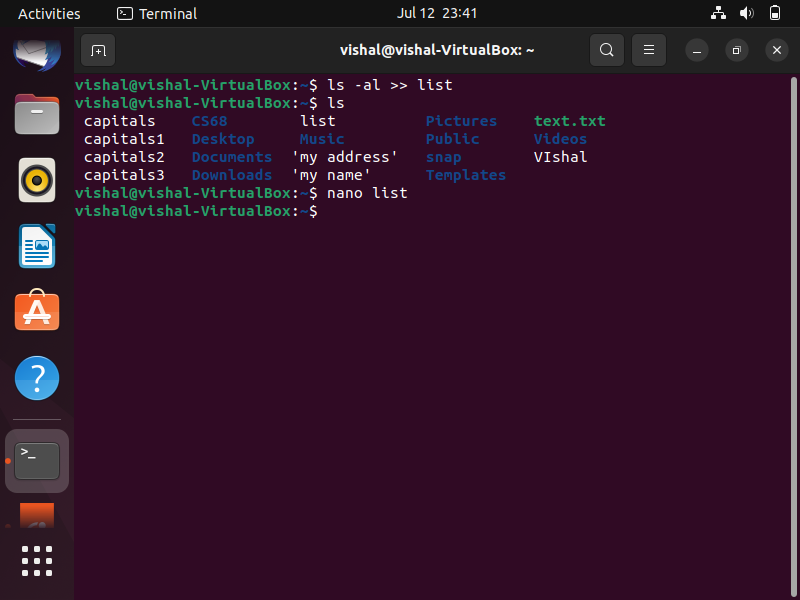 Activities Terminal Jul 12 23:41
vishal@vishal-VirtualBox: ~
vishal@vishal-VirtualBox:~$ ls -al >> list
vishal@vishal-VirtualBox:~$ ls
capitals CS68 list Pictures text.txt
capitals1 Desktop Music Public Videos
capitals2 Documents 'my address' snap VIshal
capitals3 Downloads 'my name' Templates
vishal@vishal-VirtualBox:~$ nano list
vishal@vishal-VirtualBox:~$